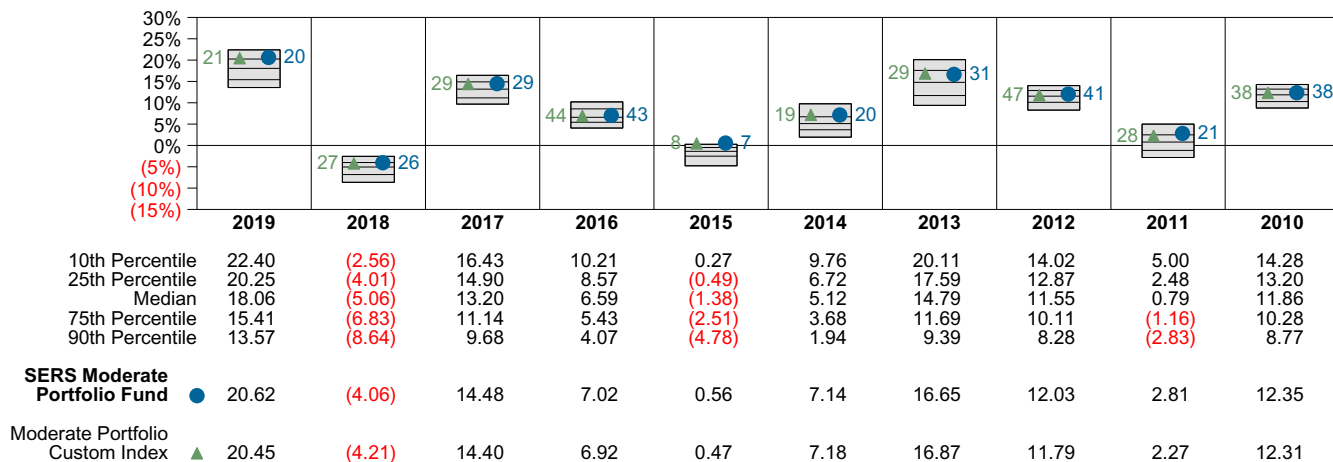 30%
25%
20%
15%
10%
5%
0%
(5%)
(10%)
(15%)
21 20
27 26
29 29
44 43
8 7
19 20
29 31
47 41
28 21
38 38
2019 2018 2017 2016 2015 2014 2013 2012 2011 2010
10th Percentile 22.40 (2.56) 16.43 10.21 0.27 9.76 20.11 14.02 5.00 14.28
25th Percentile 20.25 (4.01) 14.90 8.57 (0.49) 6.72 17.59 12.87 2.48 13.20
Median 18.06 (5.06) 13.20 6.59 (1.38) 5.12 14.79 11.55 0.79 11.86
75th Percentile 15.41 (6.83) 11.14 5.43 (2.51) 3.68 11.69 10.11 (1.16) 10.28
90th Percentile 13.57 (8.64) 9.68 4.07 (4.78) 1.94 9.39 8.28 (2.83) 8.77
SERS Moderate
Portfolio Fund 20.62 (4.06) 14.48 7.02 0.56 7.14 16.65 12.03 2.81 12.35
Moderate Portfolio
Custom Index 20.45 (4.21) 14.40 6.92 0.47 7.18 16.87 11.79 2.27 12.31